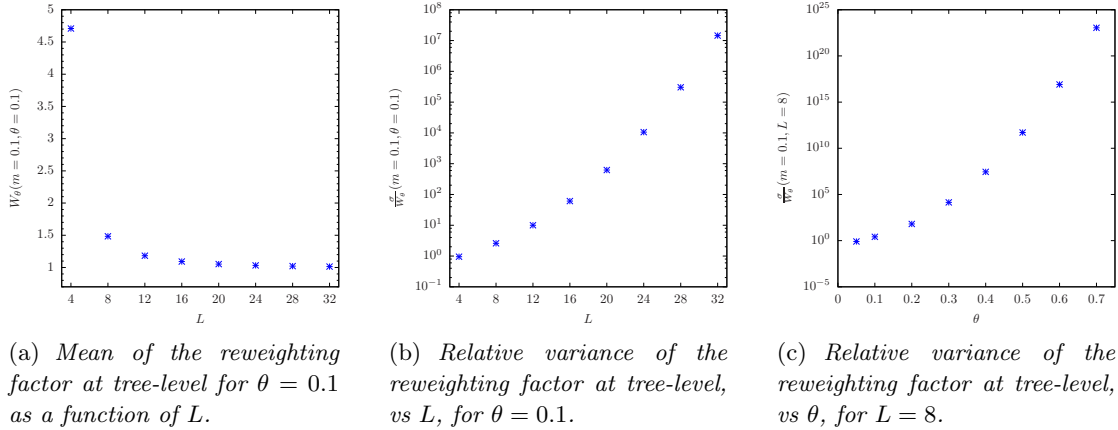 5
4.5
4
3.5
3
2.5
2
1.5
1
4 8 12 16 20 24 28 32
L
W_θ(m = 0.1, θ = 0.1)
10^8
10^7
10^6
10^5
10^4
10^3
10^2
10^1
10^0
10^−1
4 8 12 16 20 24 28 32
L
σ/W_θ (m = 0.1, θ = 0.1)
10^25
10^20
10^15
10^10
10^5
10^0
10^−5
0 0.1 0.2 0.3 0.4 0.5 0.6 0.7
θ
σ/W_θ (m = 0.1, L = 8)
(a) Mean of the reweighting
factor at tree-level for θ = 0.1
as a function of L.
(b) Relative variance of the
reweighting factor at tree-level,
vs L, for θ = 0.1.
(c) Relative variance of the
reweighting factor at tree-level,
vs θ, for L = 8.